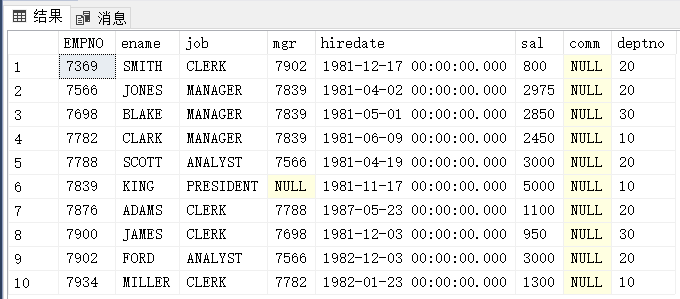 结果 消息
EMPNO ename job mgr hiredate sal comm deptno
1 7369 SMITH CLERK 7902 1981-12-17 00:00:00.000 800 NULL 20
2 7566 JONES MANAGER 7839 1981-04-02 00:00:00.000 2975 NULL 20
3 7698 BLAKE MANAGER 7839 1981-05-01 00:00:00.000 2850 NULL 30
4 7782 CLARK MANAGER 7839 1981-06-09 00:00:00.000 2450 NULL 10
5 7788 SCOTT ANALYST 7566 1981-04-19 00:00:00.000 3000 NULL 20
6 7839 KING PRESIDENT NULL 1981-11-17 00:00:00.000 5000 NULL 10
7 7876 ADAMS CLERK 7788 1987-05-23 00:00:00.000 1100 NULL 20
8 7900 JAMES CLERK 7698 1981-12-03 00:00:00.000 950 NULL 30
9 7902 FORD ANALYST 7566 1982-12-03 00:00:00.000 3000 NULL 20
10 7934 MILLER CLERK 7782 1982-01-23 00:00:00.000 1300 NULL 10